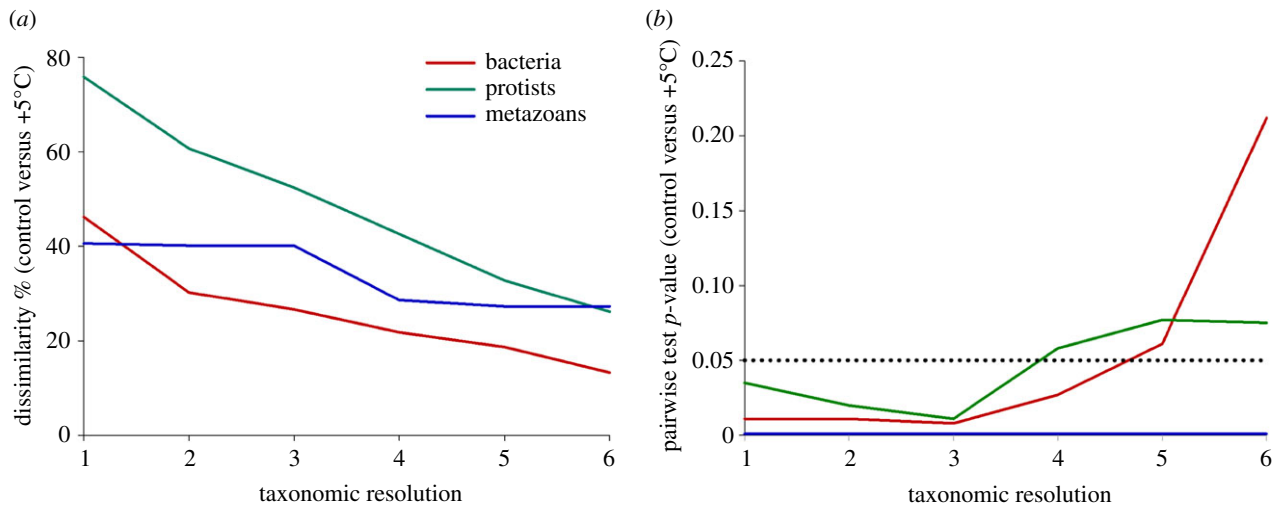 (a)
dissimilarity % (control versus +5°C)
80
60
40
20
0
1 2 3 4 5 6
taxonomic resolution
bacteria
protists
metazoans
(b)
pairwise test p-value (control versus +5°C)
0.25
0.20
0.15
0.10
0.05
0
1 2 3 4 5 6
taxonomic resolution